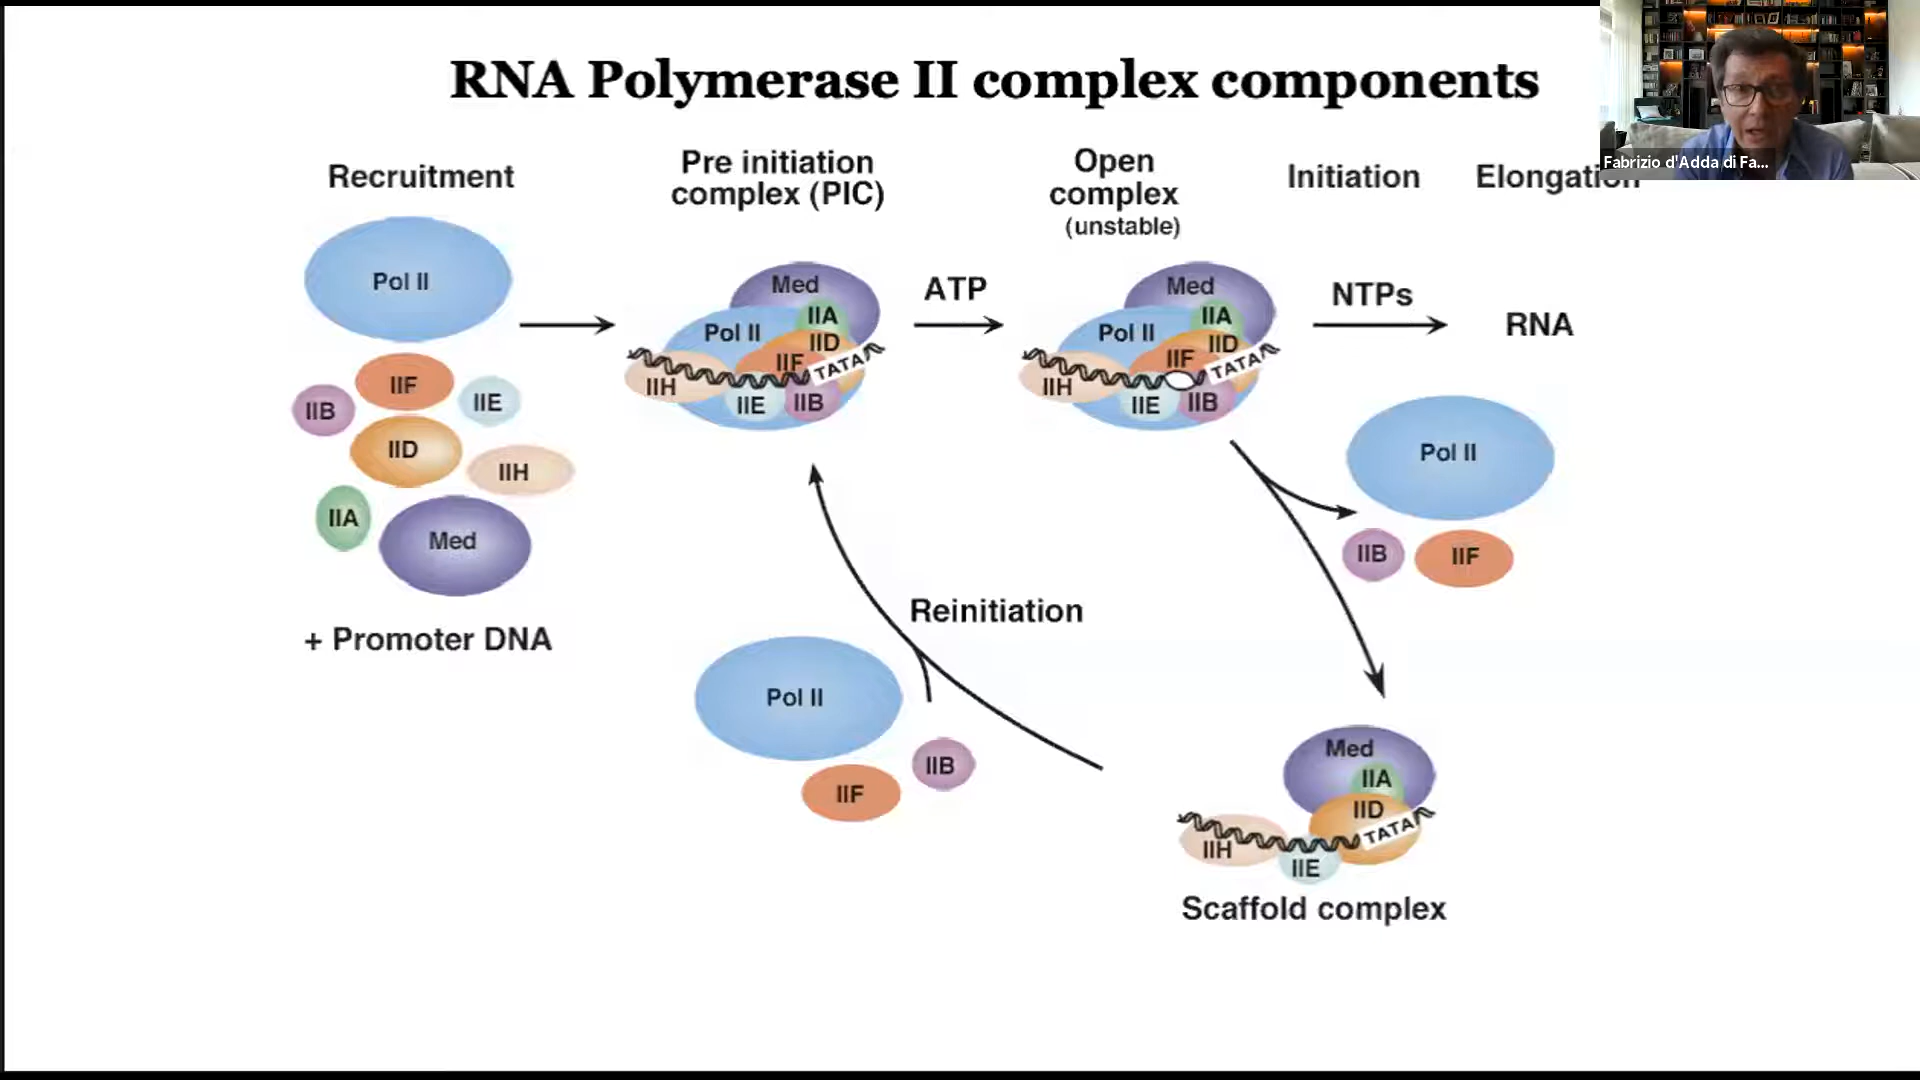 RNA Polymerase II complex components
Fabrizio d'Adda di Fa...
Recruitment
Pre initiation
complex (PIC)
Open
complex
(unstable)
Initiation
Elongation
Pol II
IIF
IIB
IIE
IID
IIH
IIA
Med
+ Promoter DNA
Med
IIA
Pol II
IID
IIF
TATA
IIH
IIE
IIB
ATP
Med
IIA
Pol II
IID
IIF
TATA
IIH
IIE
IIB
NTPs
RNA
Pol II
IIB
IIF
Reinitiation
Pol II
IIB
IIF
Med
IIA
IID
TATA
IIH
IIE
Scaffold complex